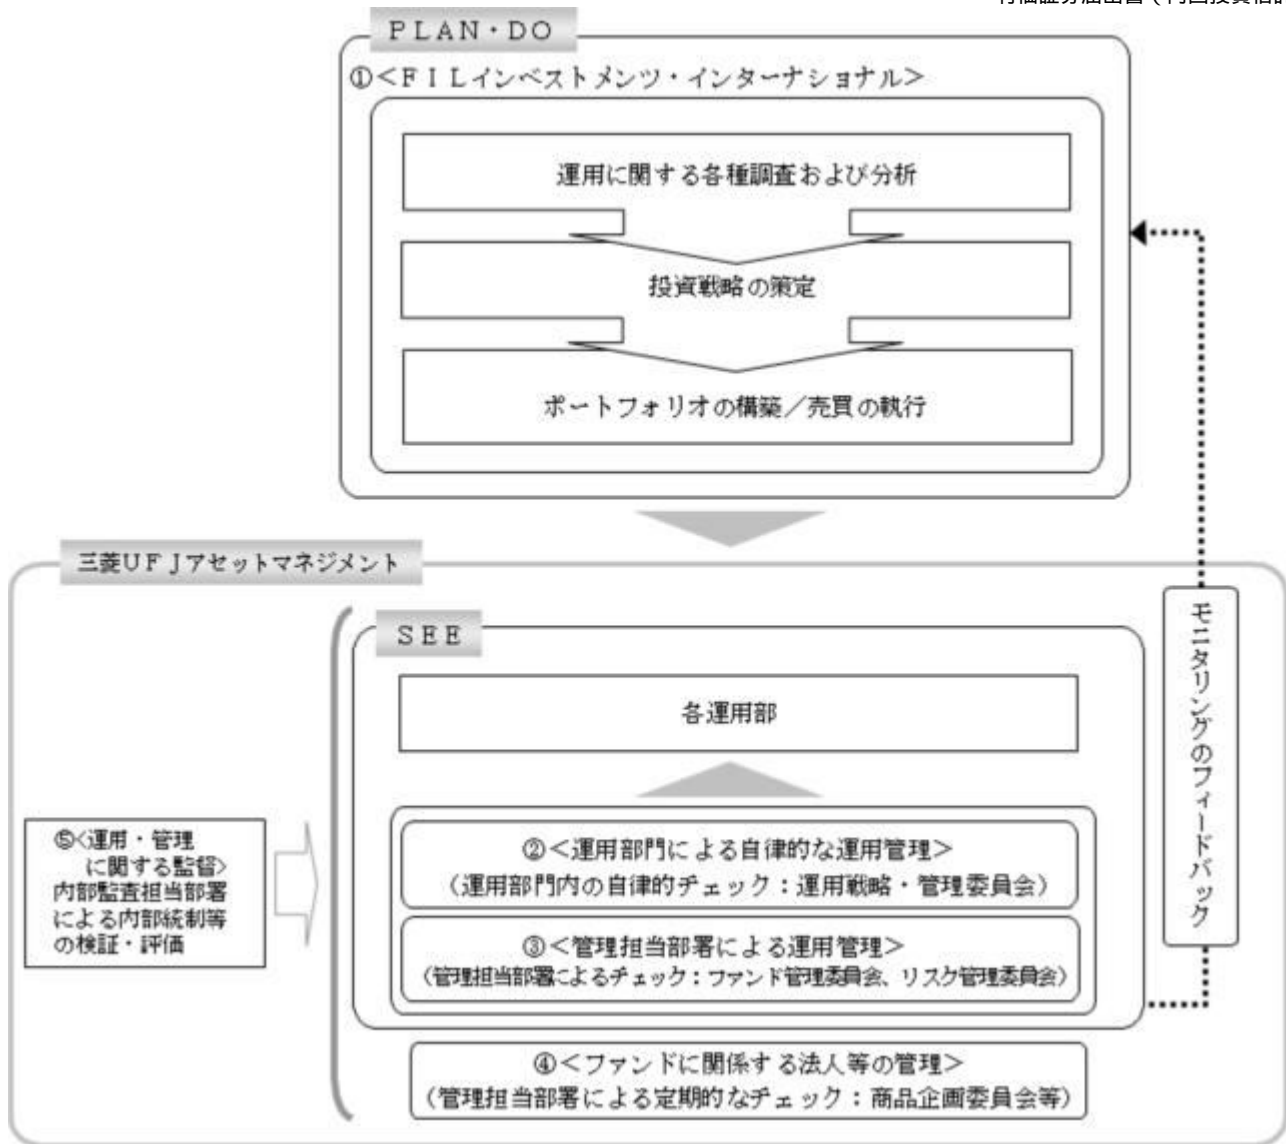 ＰＬＡＮ・ＤＯ
①＜ＦＩＬインベストメンツ・インターナショナル＞
運用に関する各種調査および分析
投資戦略の策定
ポートフォリオの構築／売買の執行
三菱ＵＦＪアセットマネジメント
ＳＥＥ
各運用部
モニタリングのフィードバック
②＜運用部門による自律的な運用管理＞
（運用部門内の自律的チェック：運用戦略・管理委員会）
③＜管理担当部署による運用管理＞
（管理担当部署によるチェック：ファンド管理委員会、リスク管理委員会）
④＜ファンドに関係する法人等の管理＞
（管理担当部署による定期的なチェック：商品企画委員会等）
⑤<運用・管理
に関する監督>
内部監査担当部署
による内部統制等
の検証・評価